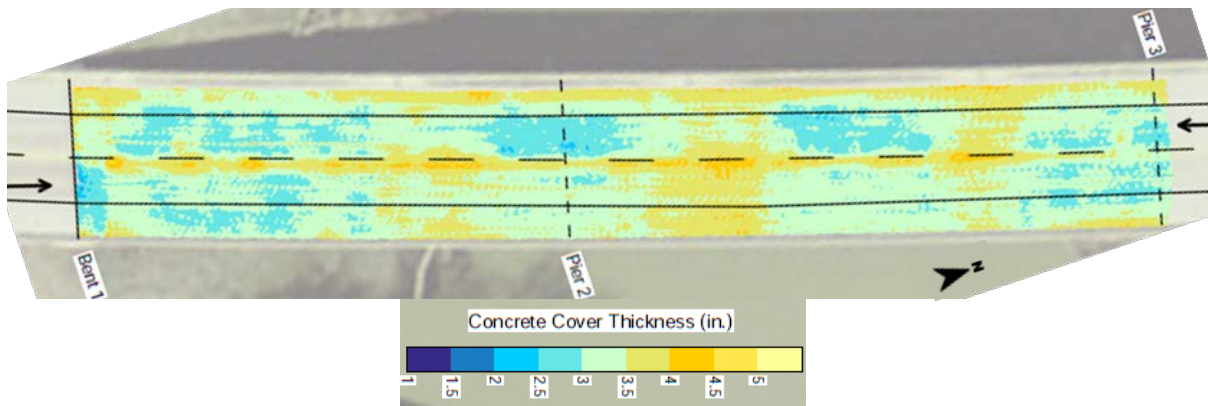 Pier 3
Bent 1
Pier 2
N
Concrete Cover Thickness (in.)
1 1.5 2 2.5 3 3.5 4 4.5 5